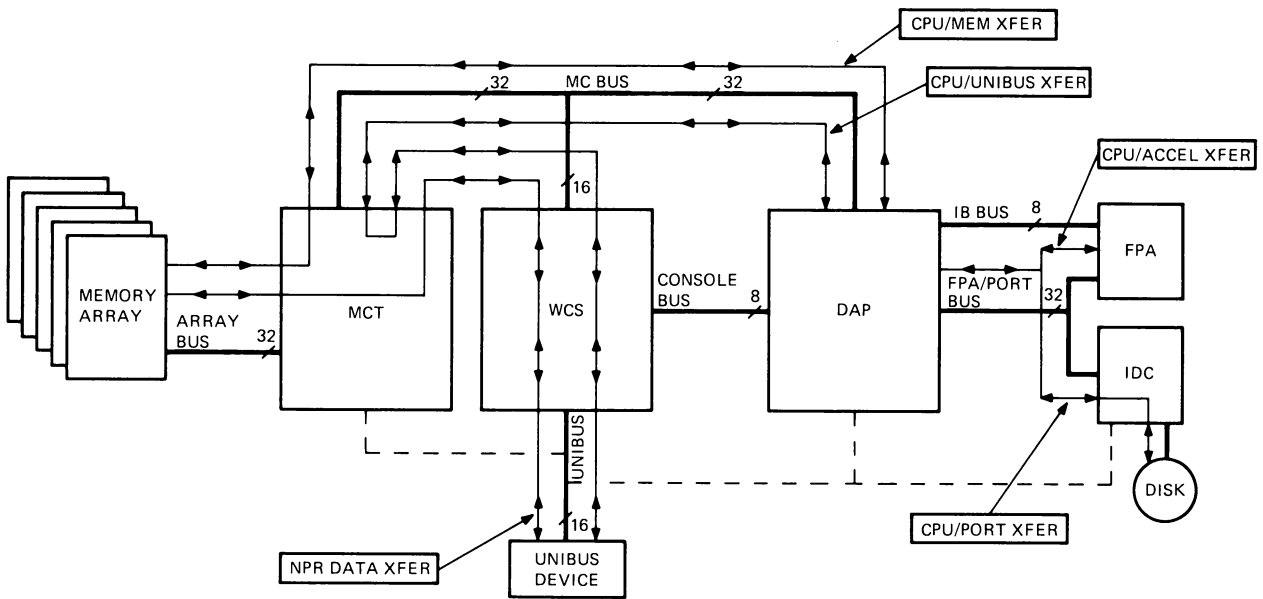 CPU/MEM XFER
32
MC BUS
32
CPU/UNIBUS XFER
CPU/ACCEL XFER
16
IB BUS
8
FPA
MEMORY
ARRAY
ARRAY
BUS
32
MCT
WCS
CONSOLE
BUS
8
DAP
FPA/PORT
BUS
32
IDC
UNIBUS
DISK
16
CPU/PORT XFER
NPR DATA XFER
UNIBUS
DEVICE